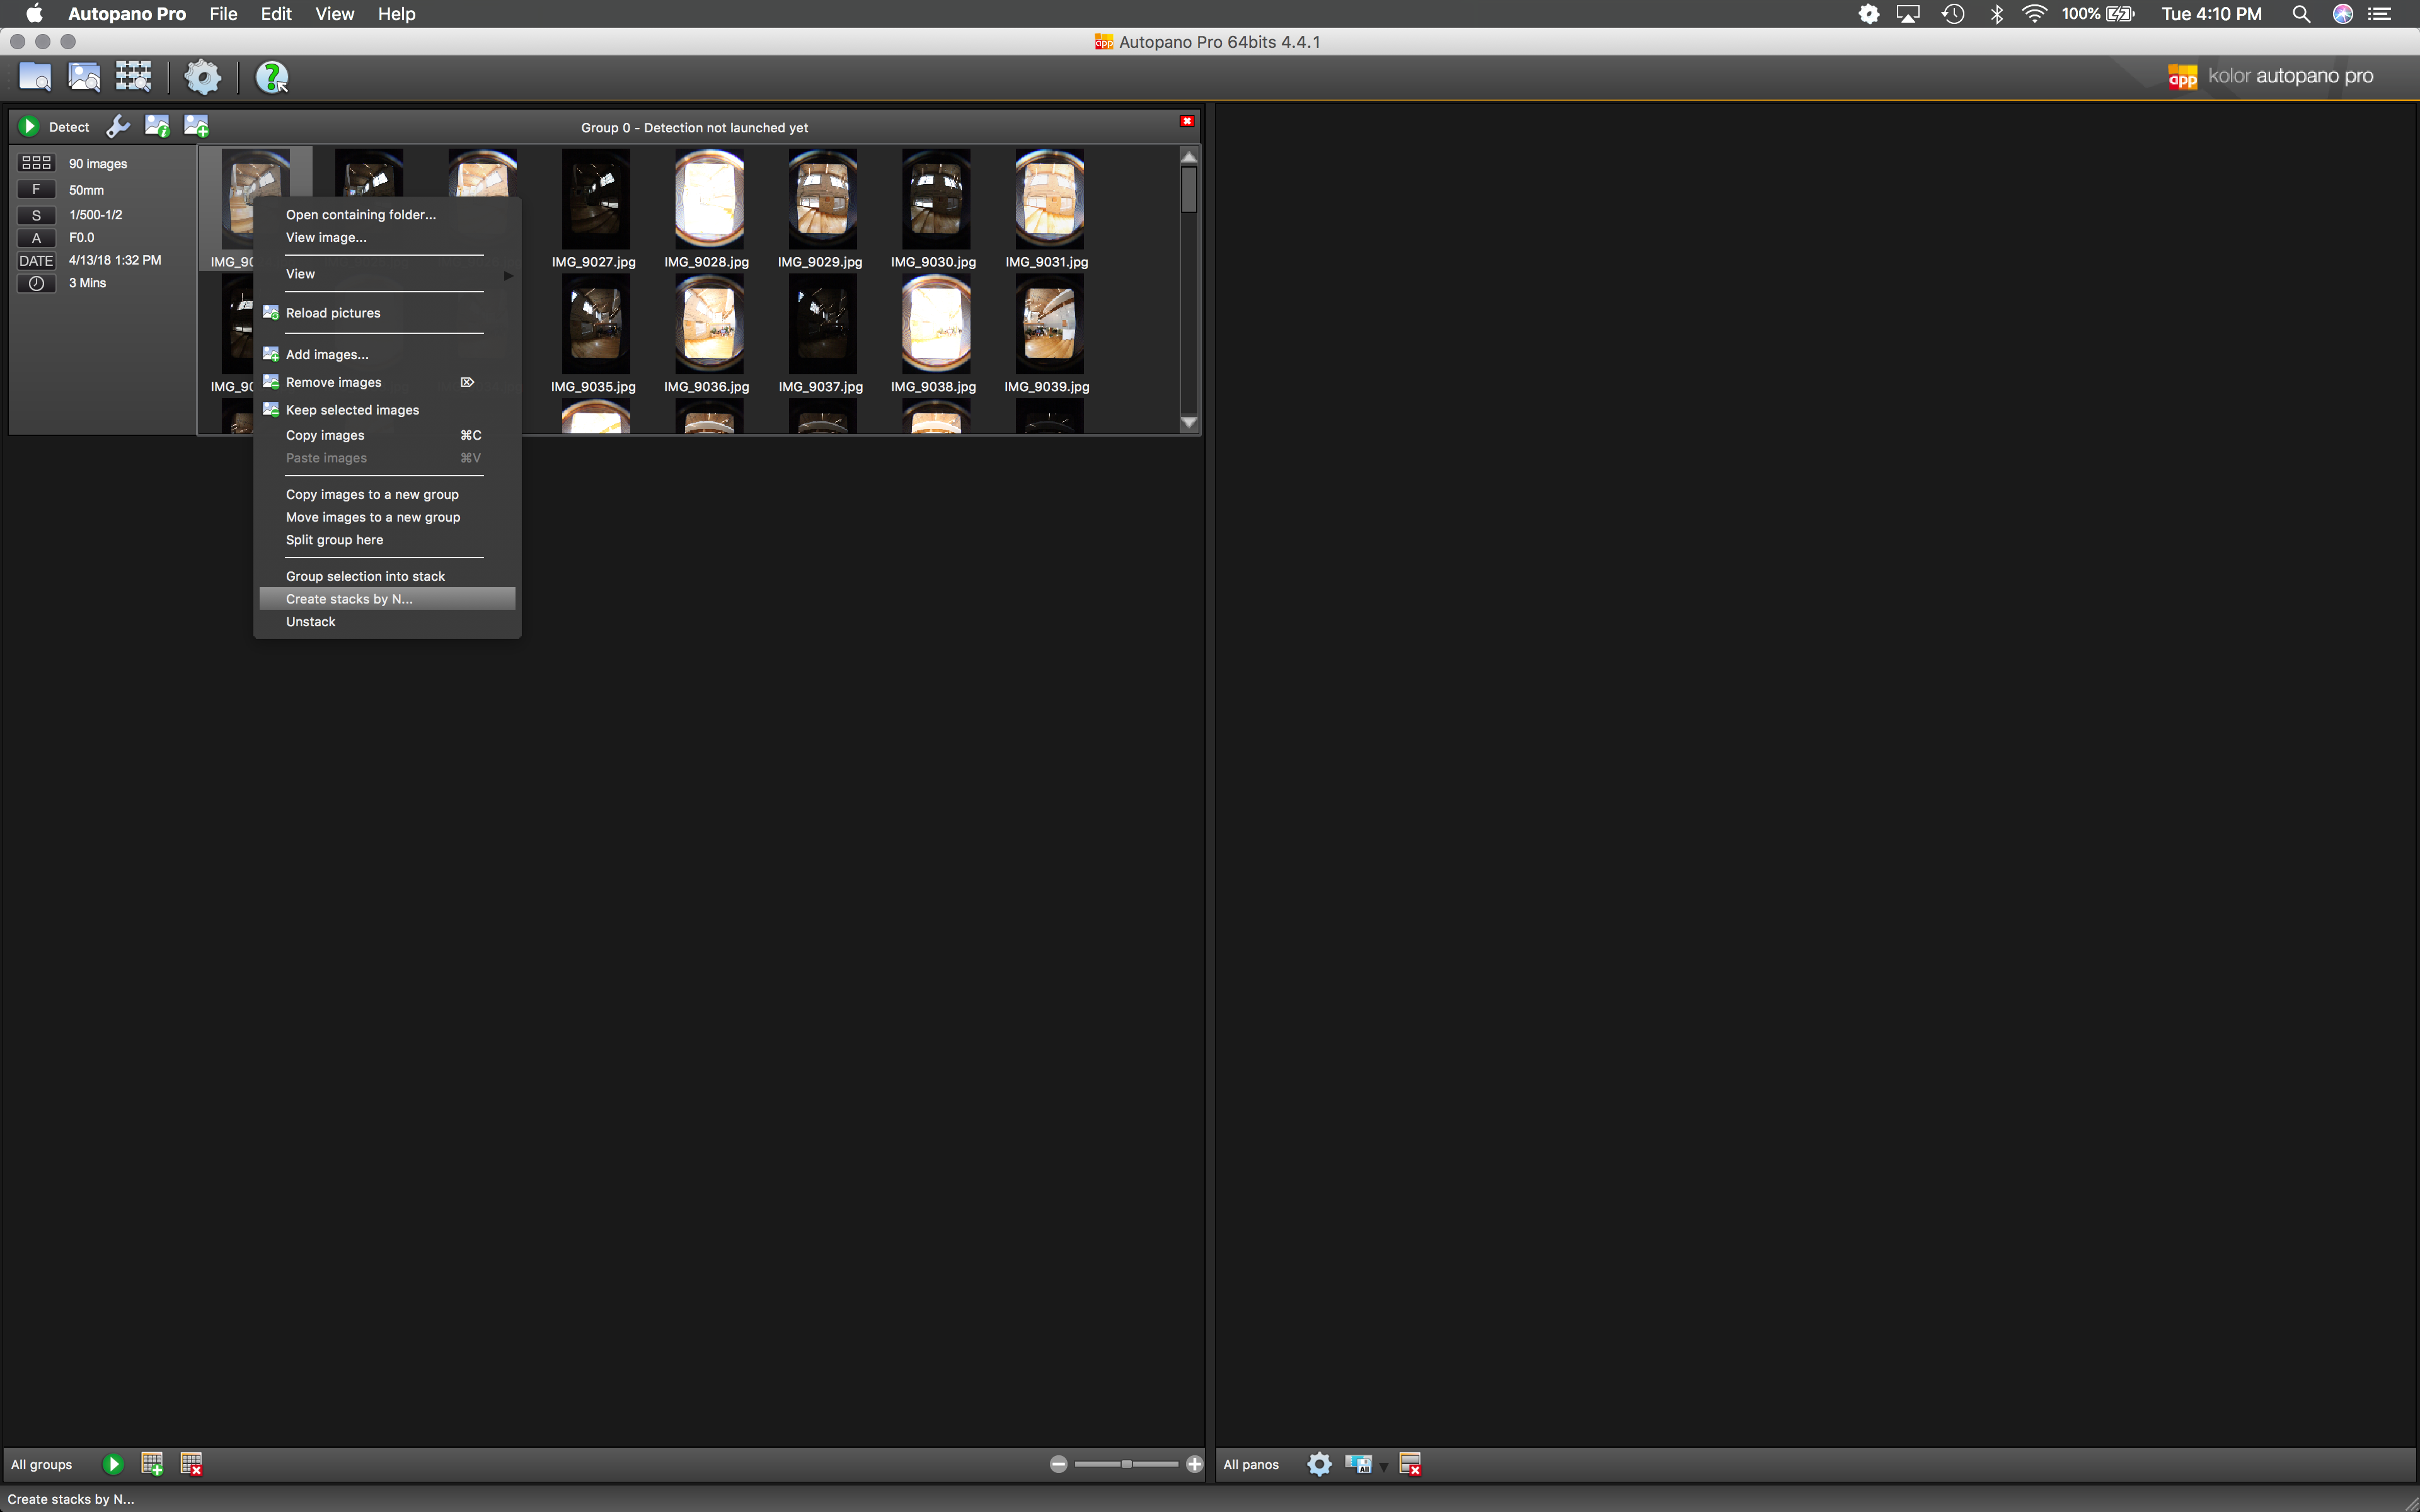 Autopano Pro File Edit View Help 100% Tue 4:10 PM
app Autopano Pro 64bits 4.4.1
app kolor autopano pro
Detect Group 0 - Detection not launched yet
90 images
F 50mm
S 1/500-1/2
A F0.0
DATE 4/13/18 1:32 PM
3 Mins
IMG_90 IMG_9027.jpg IMG_9028.jpg IMG_9029.jpg IMG_9030.jpg IMG_9031.jpg
IMG_90 IMG_9035.jpg IMG_9036.jpg IMG_9037.jpg IMG_9038.jpg IMG_9039.jpg
Open containing folder...
View image...
View
Reload pictures
Add images...
Remove images
Keep selected images
Copy images ⌘C
Paste images ⌘V
Copy images to a new group
Move images to a new group
Split group here
Group selection into stack
Create stacks by N...
Unstack
All groups All panos All
Create stacks by N...